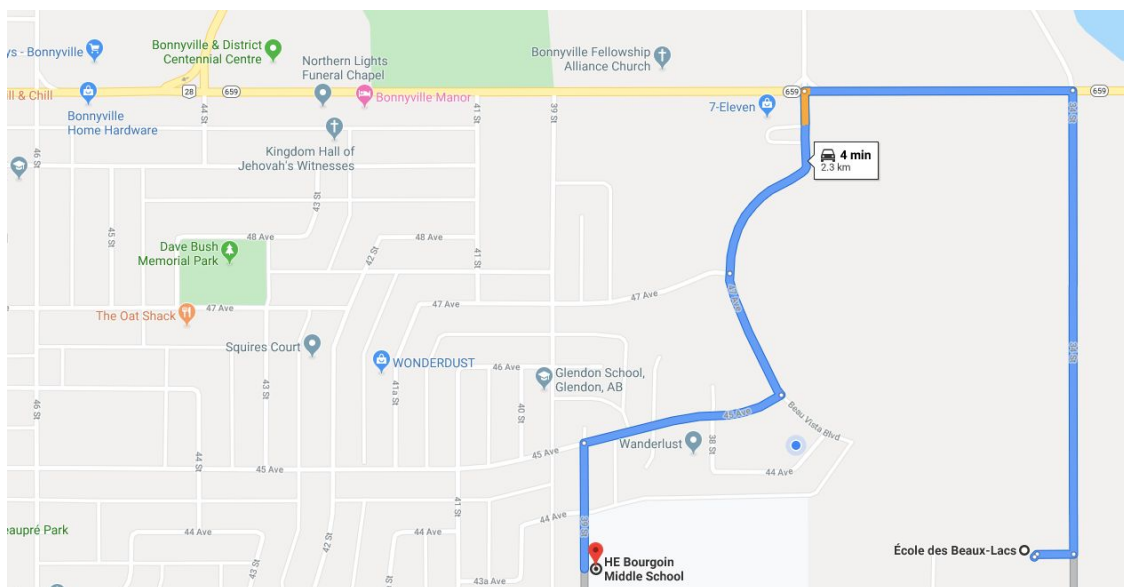 ys - Bonnyville
Bonnyville & District
Centennial Centre
Northern Lights
Funeral Chapel
Bonnyville Fellowship
Alliance Church
ill & Chill
28
659
Bonnyville Manor
659
659
Bonnyville
Home Hardware
44 St
41 St
39 St
7-Eleven
Kingdom Hall of
Jehovah's Witnesses
46 St
4 min
2.3 km
43 St
45 St
48 Ave
42 St
48 Ave
41 St
Dave Bush
Memorial Park
47 Ave
47 Ave
47 Ave
47 Ave
The Oat Shack
Squires Court
WONDERDUST
46 Ave
Glendon School,
Glendon, AB
43 St
41a St
40 St
46 St
Beau Vista Blvd
Wanderlust
38 St
45 Ave
45 Ave
44 St
44 Ave
41 St
44 Ave
39 St
eaupré Park
44 Ave
42 St
École des Beaux-Lacs
HE Bourgoin
Middle School
43 St
43a Ave